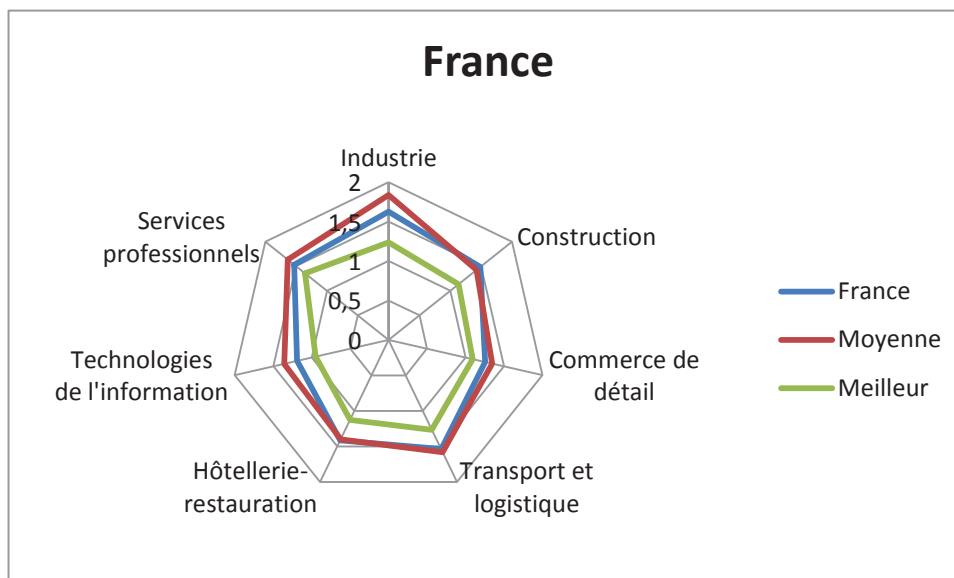 France
Industrie
2
1,5
1
0,5
0
Construction
Commerce de
détail
Transport et
logistique
Hôtellerie-
restauration
Technologies
de l'information
Services
professionnels
France
Moyenne
Meilleur